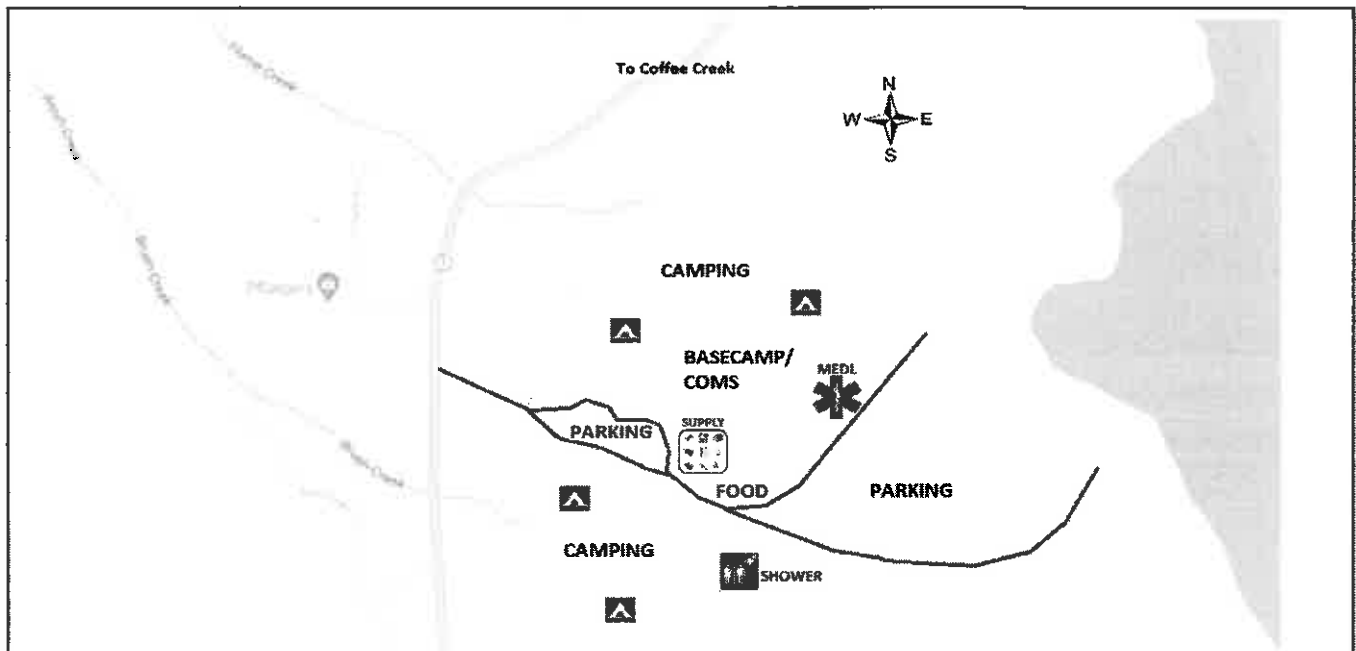 To Coffee Creek
N
W E
S
CAMPING
BASECAMP/
COMS
MEDL
PARKING
SUPPLY
FOOD
PARKING
CAMPING
SHOWER